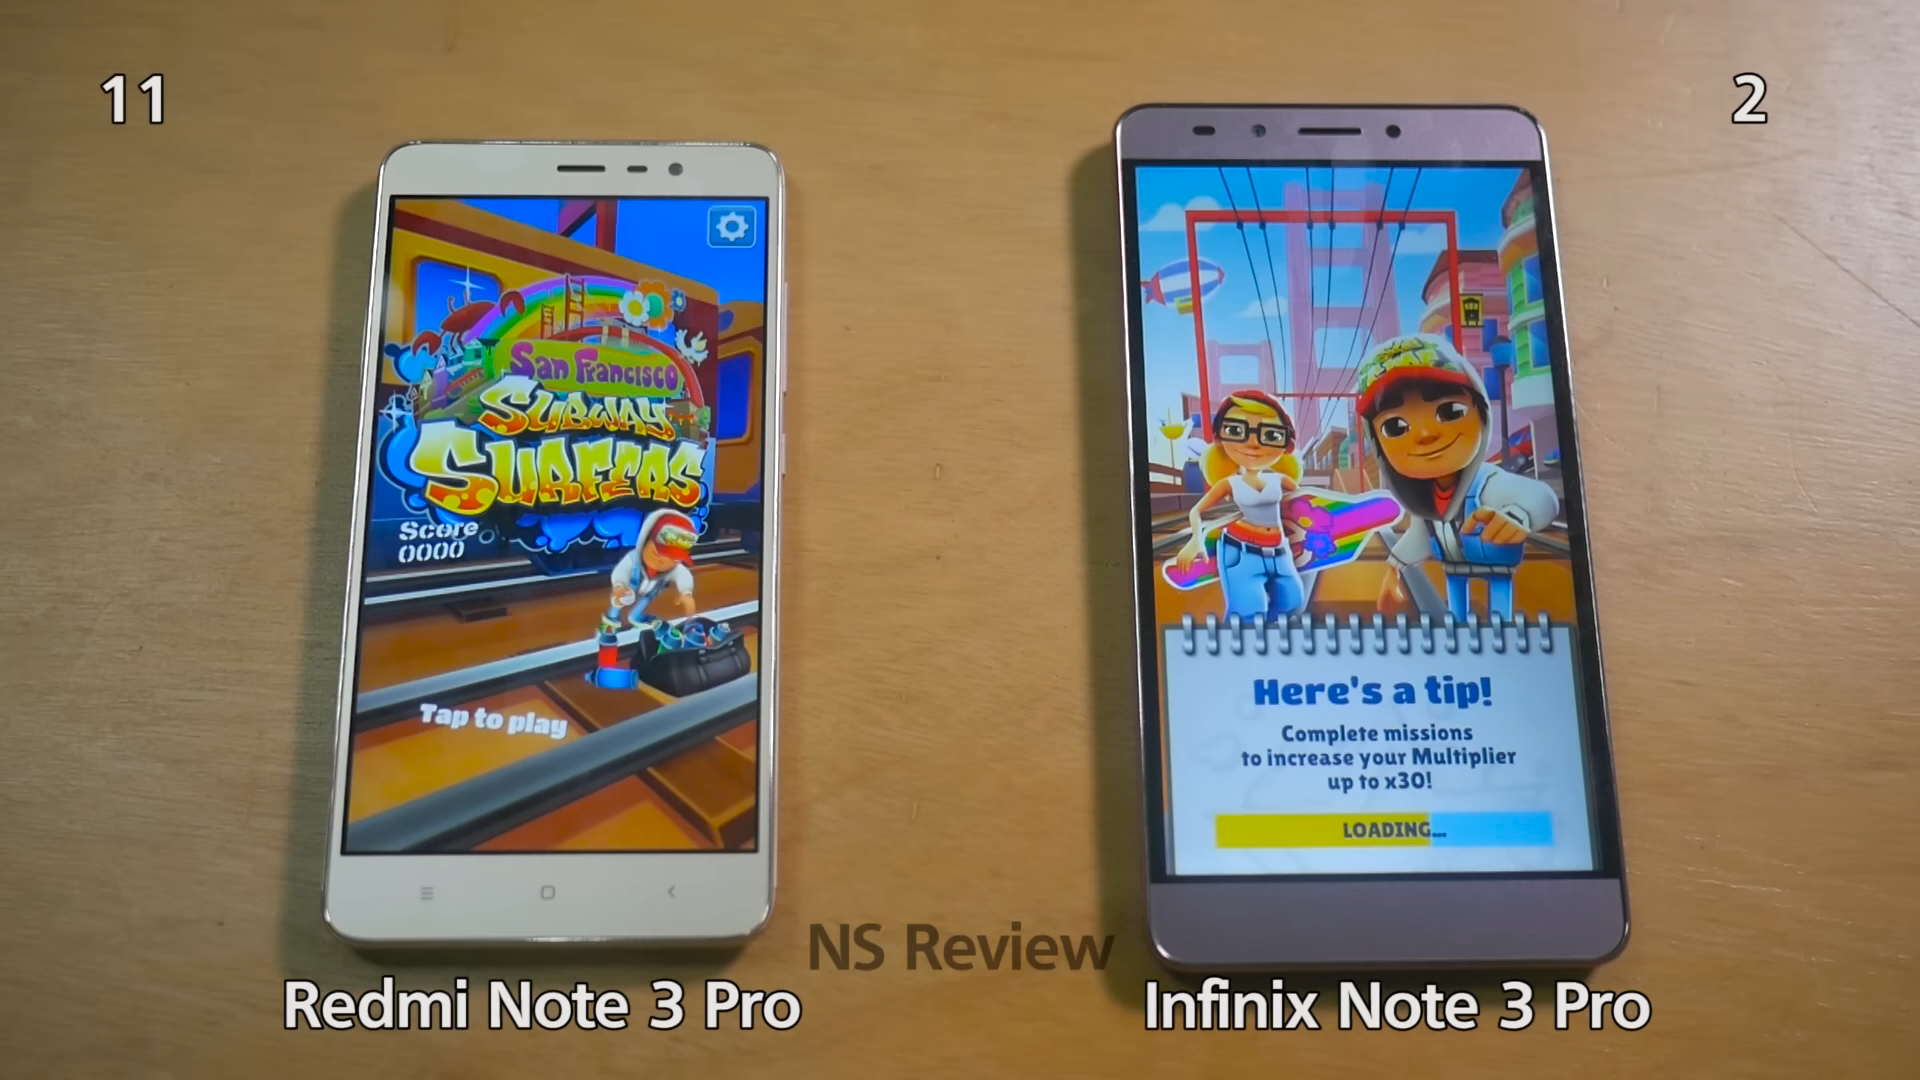 11
2
San Francisco
SUBWAY
SURFERS
Score
0000
Tap to play
Here's a tip!
Complete missions
to increase your Multiplier
up to x30!
LOADING...
NS Review
Redmi Note 3 Pro
Infinix Note 3 Pro